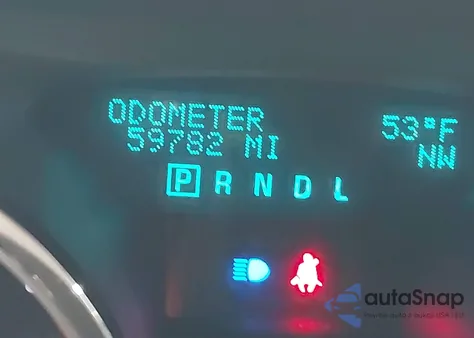 ODOMETER
59782 MI
53°F
NW
P R N D L
autoSnap